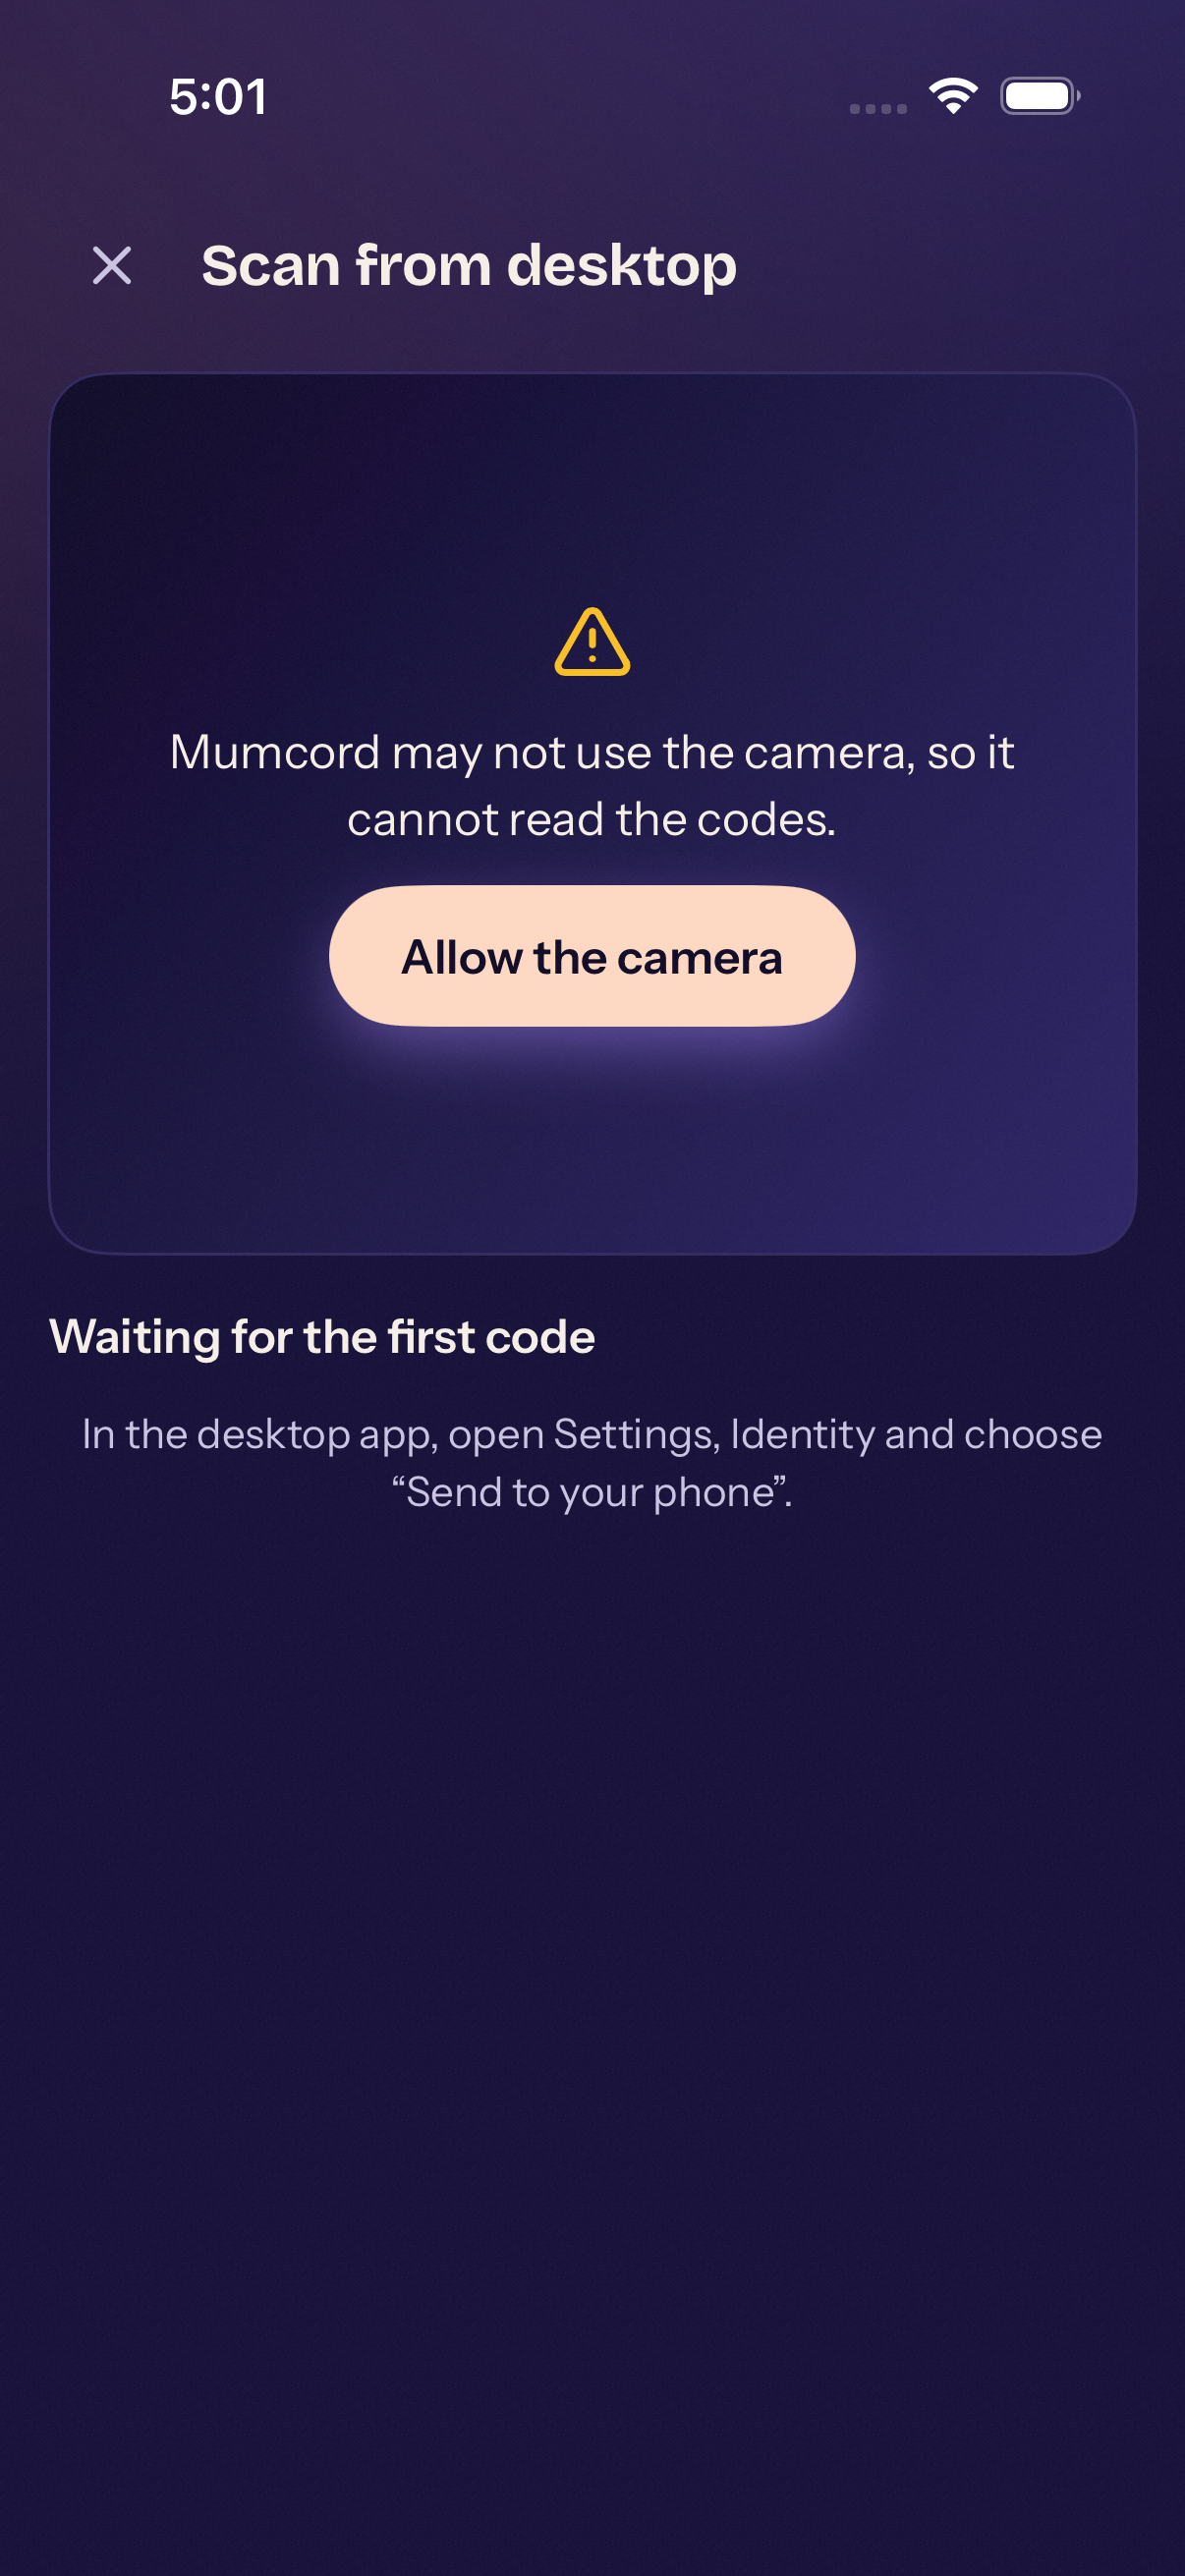 5:01
Scan from desktop
Mumcord may not use the camera, so it
cannot read the codes.
Allow the camera
Waiting for the first code
In the desktop app, open Settings, Identity and choose
“Send to your phone”.